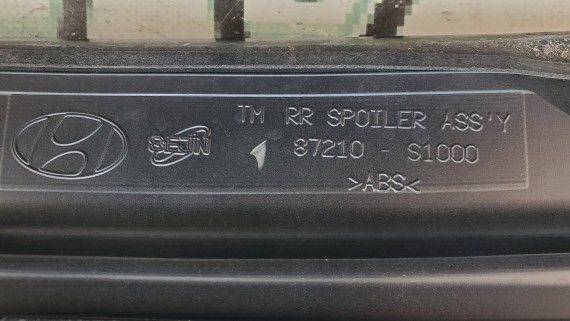 TM RR SPOILER ASS'Y
SEJIN 87210 - S1000
>ABS<